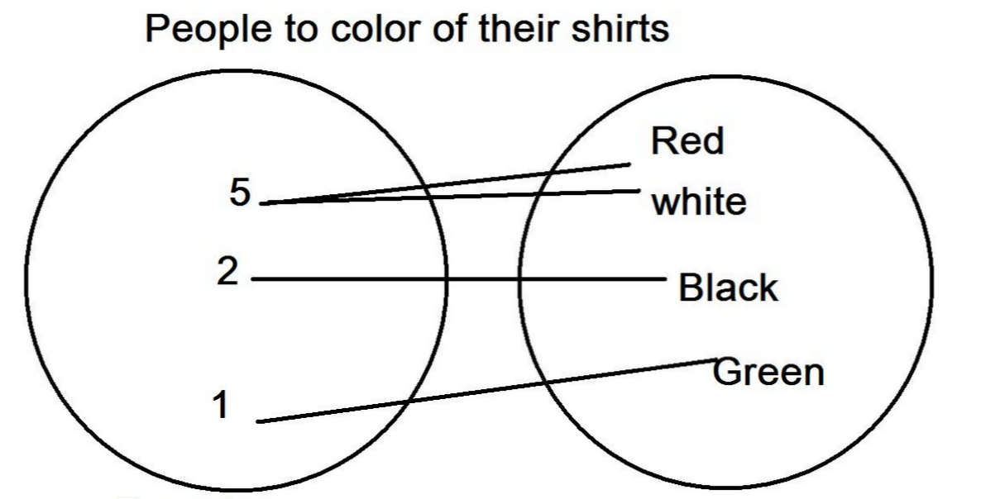 People to color of their shirts
5
Red
white
2
Black
1
Green